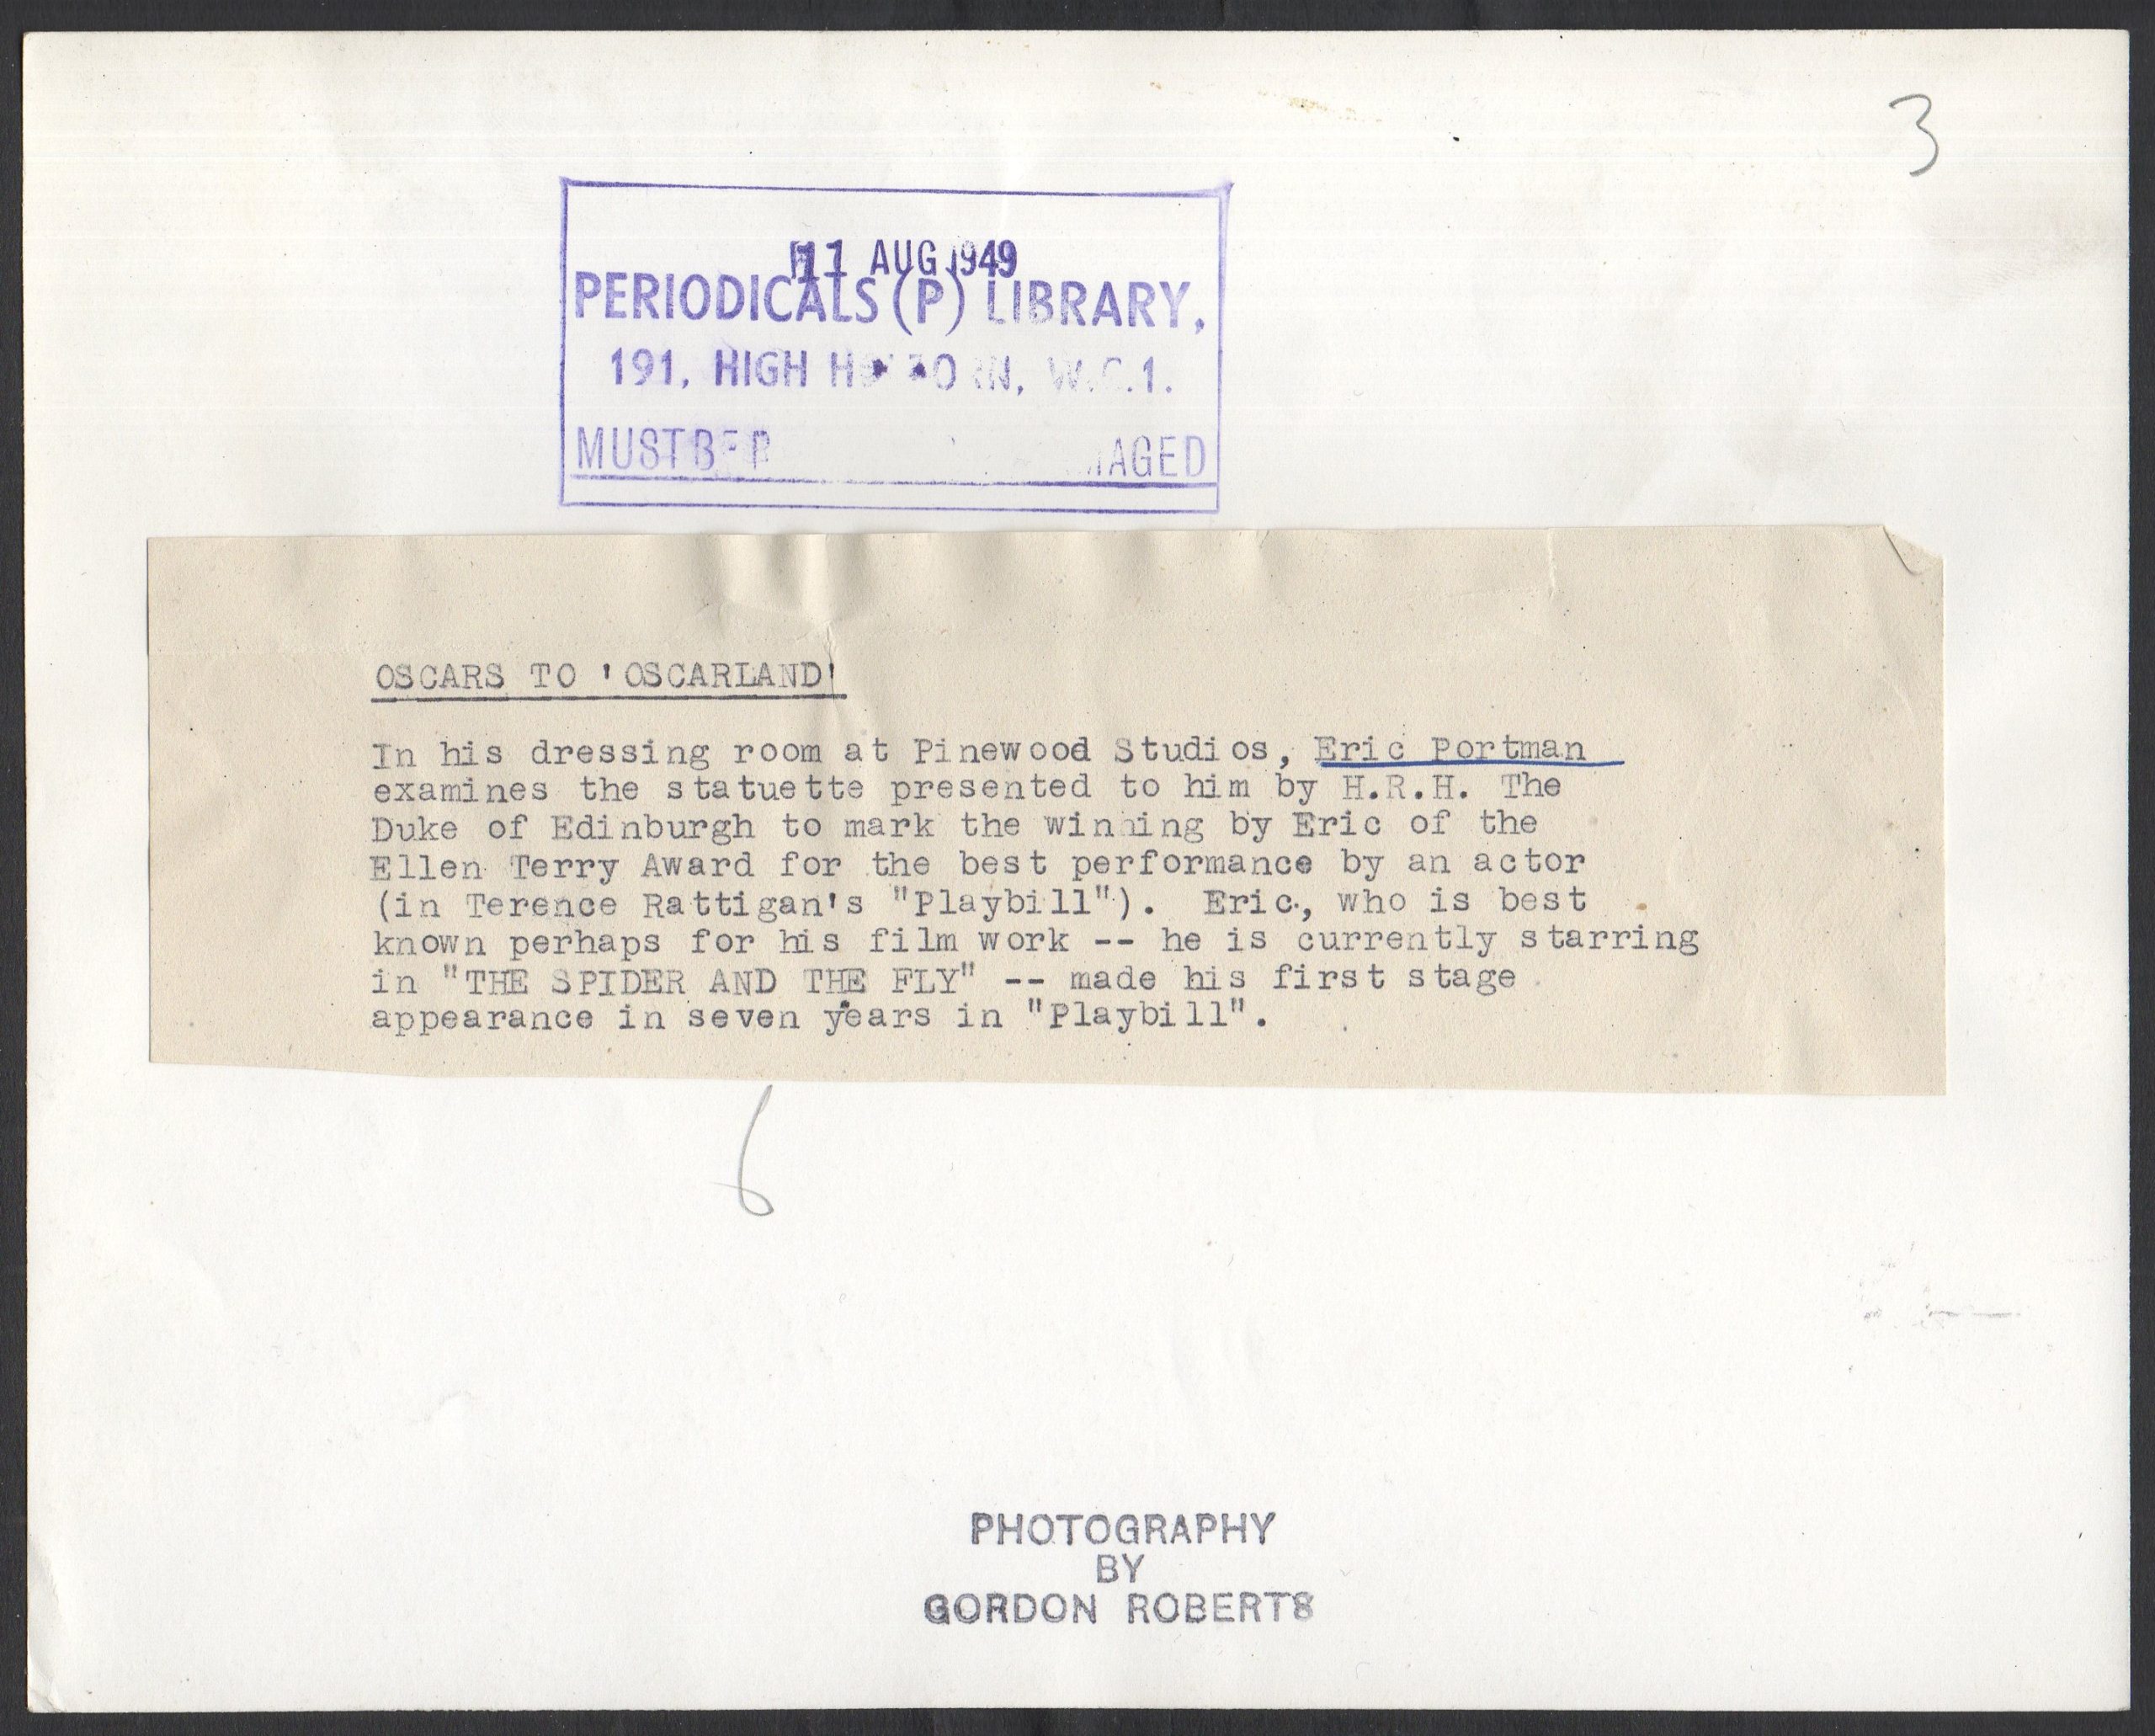 3
AUG 1949
PERIODICALS (P) LIBRARY,
191, HIGH W.C.1.
MUST BE
OSCARS TO 'OSCARLAND'
In his dressing room at Pinewood Studios, Eric Portman
examines the statuette presented to him by H.R.H. The
Duke of Edinburgh to mark the winning by Eric of the
Ellen Terry Award for the best performance by an actor
(in Terence Rattigan's "Playbill"). Eric, who is best
known perhaps for his film work -- he is currently starring
in "THE SPIDER AND THE FLY" -- made his first stage
appearance in seven years in "Playbill".
6
PHOTOGRAPHY
BY
GORDON ROBERTS